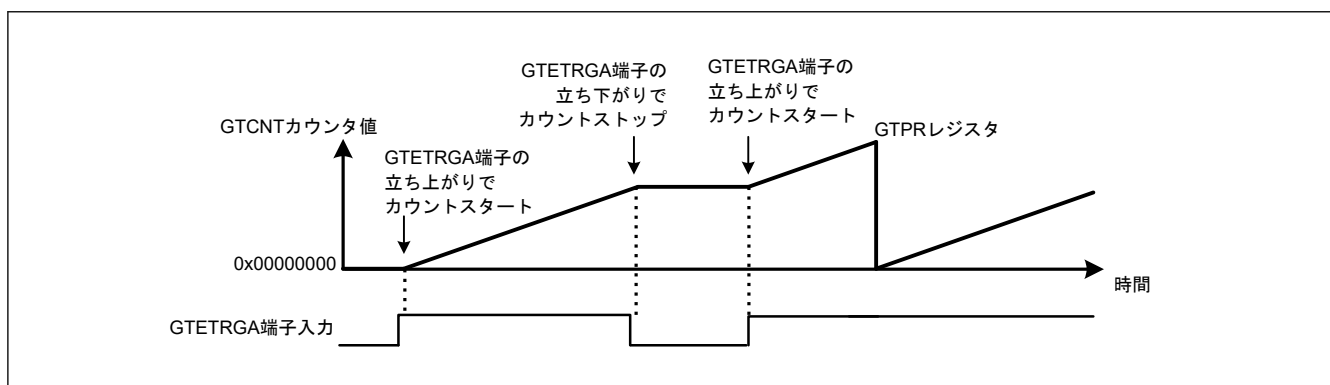 GTETRGA端子の
立ち下がりで
カウントストップ
GTETRGA端子の
立ち上がりで
カウントスタート
GTCNTカウンタ値
GTPRレジスタ
GTETRGA端子の
立ち上がりで
カウントスタート
0x00000000
時間
GTETRGA端子入力